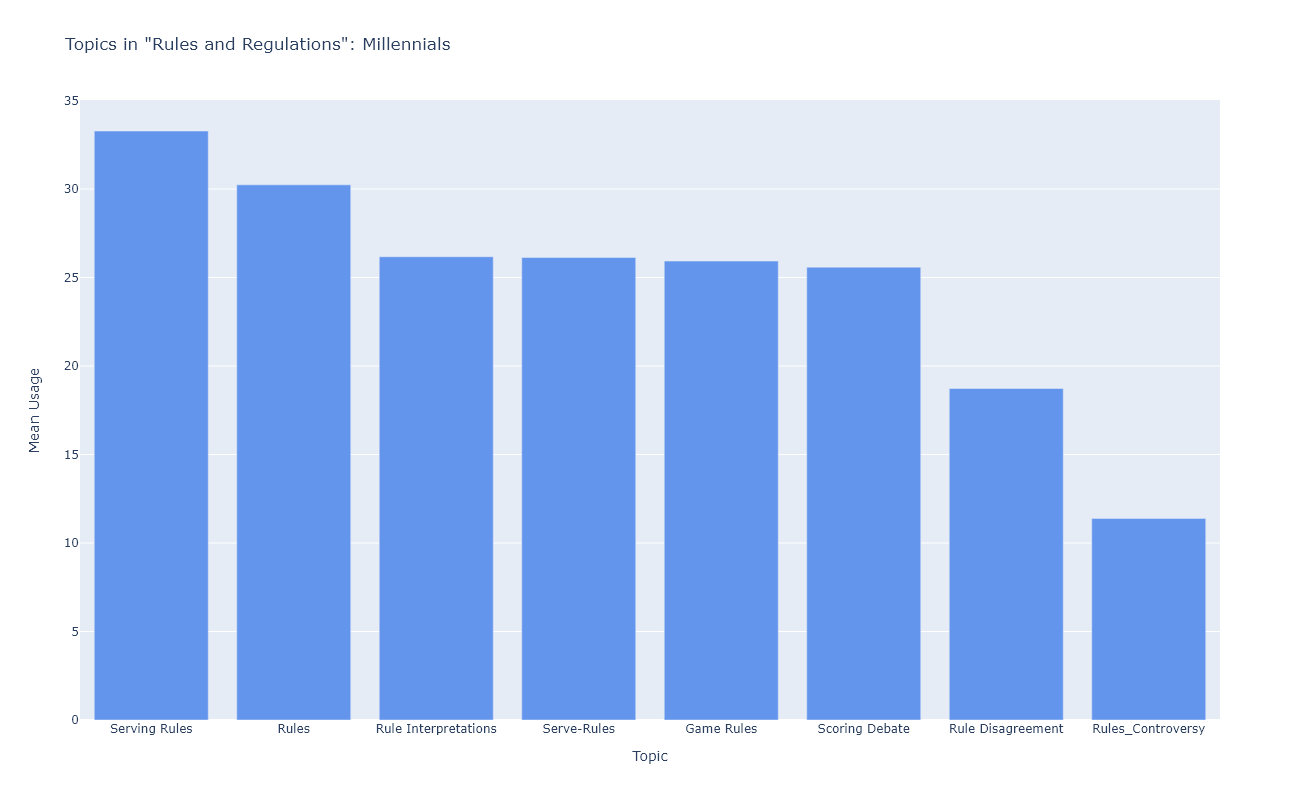 Topics in "Rules and Regulations": Millennials
35
30
25
20
15
10
5
0
Mean Usage
Serving Rules Rules Rule Interpretations Serve-Rules Game Rules Scoring Debate Rule Disagreement Rules_Controversy
Topic